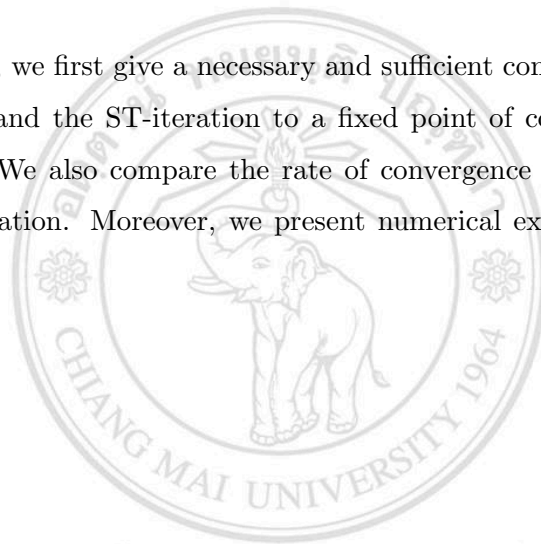 we first give a necessary and sufficient con
and the ST-iteration to a fixed point of co
We also compare the rate of convergence
ation. Moreover, we present numerical ex
CHIANG MAI UNIVERSITY 1964